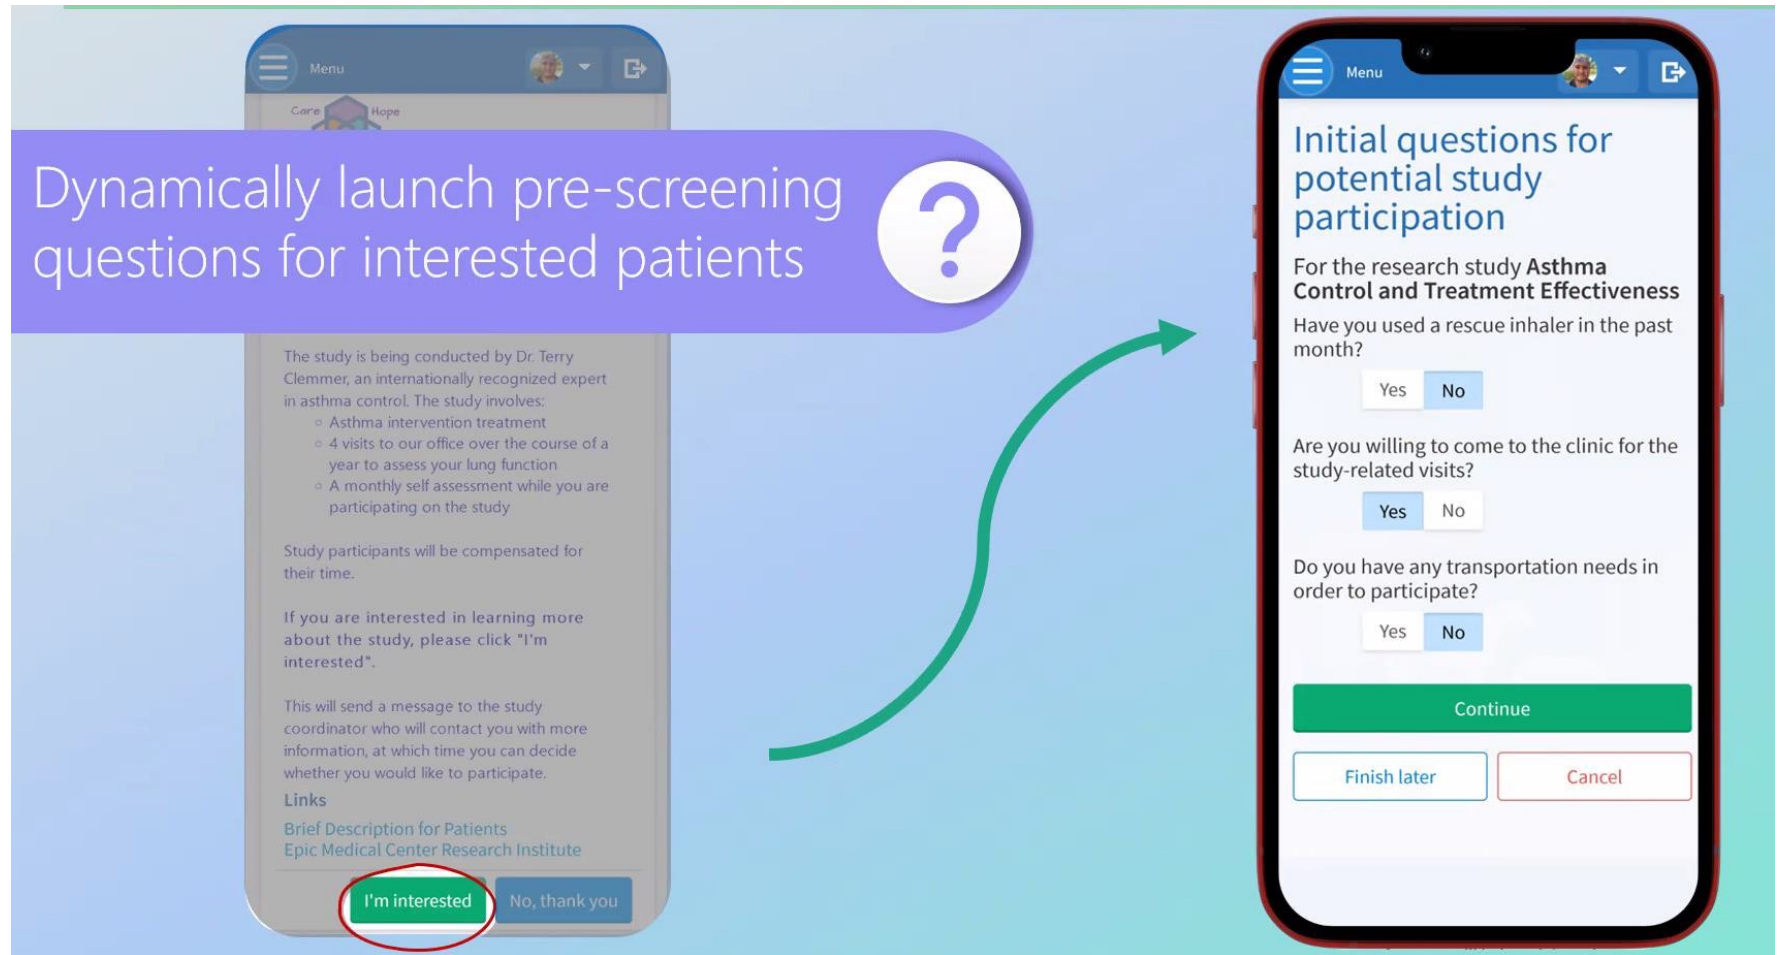 Menu
Care Hope
Dynamically launch pre-screening
questions for interested patients
?
The study is being conducted by Dr. Terry
Clemmer, an internationally recognized expert
in asthma control. The study involves:
Asthma intervention treatment
4 visits to our office over the course of a
year to assess your lung function
A monthly self assessment while you are
participating on the study
Study participants will be compensated for
their time.
If you are interested in learning more
about the study, please click "I'm
interested".
This will send a message to the study
coordinator who will contact you with more
information, at which time you can decide
whether you would like to participate.
Links
Brief Description for Patients
Epic Medical Center Research Institute
I'm interested No, thank you
Menu
Initial questions for
potential study
participation
For the research study Asthma
Control and Treatment Effectiveness
Have you used a rescue inhaler in the past
month?
Yes No
Are you willing to come to the clinic for the
study-related visits?
Yes No
Do you have any transportation needs in
order to participate?
Yes No
Continue
Finish later Cancel